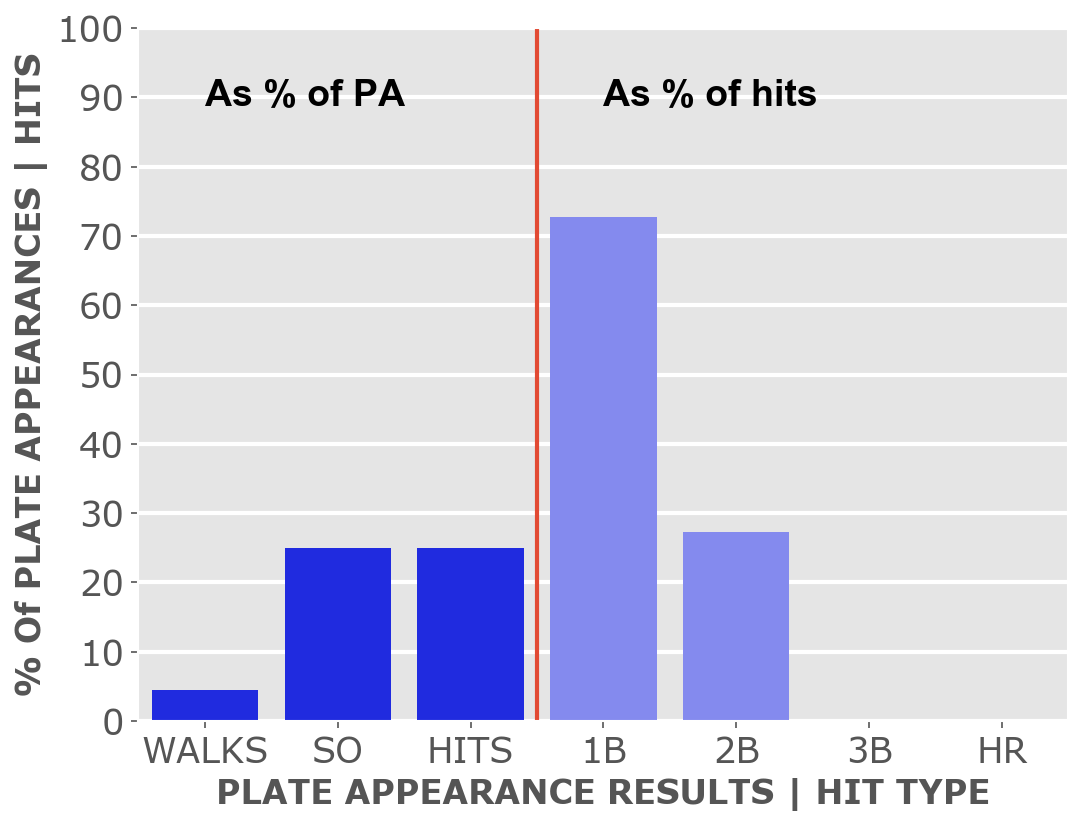 % Of PLATE APPEARANCES | HITS
100
90
80
70
60
50
40
30
20
10
0
As % of PA
As % of hits
WALKS SO HITS 1B 2B 3B HR
PLATE APPEARANCE RESULTS | HIT TYPE